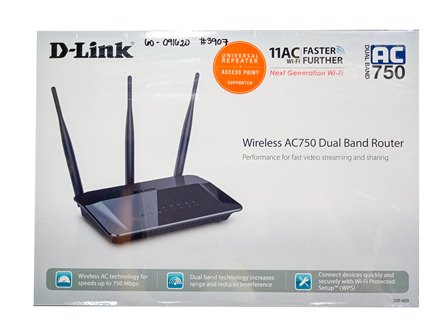 60-091620 #3907
D-Link
UNIVERSAL
REPEATER
ACCESS POINT
SUPPORTED
11AC FASTER
Wi-Fi FURTHER
Next Generation Wi-Fi
DUAL BAND
AC
750
Wireless AC750 Dual Band Router
Performance for fast video streaming and sharing
Wireless AC technology for
speeds up to 750 Mbps
Dual band technology increases
range and reduces interference
Connect devices quickly and
securely with Wi-Fi Protected
Setup™ (WPS)
DIR-809